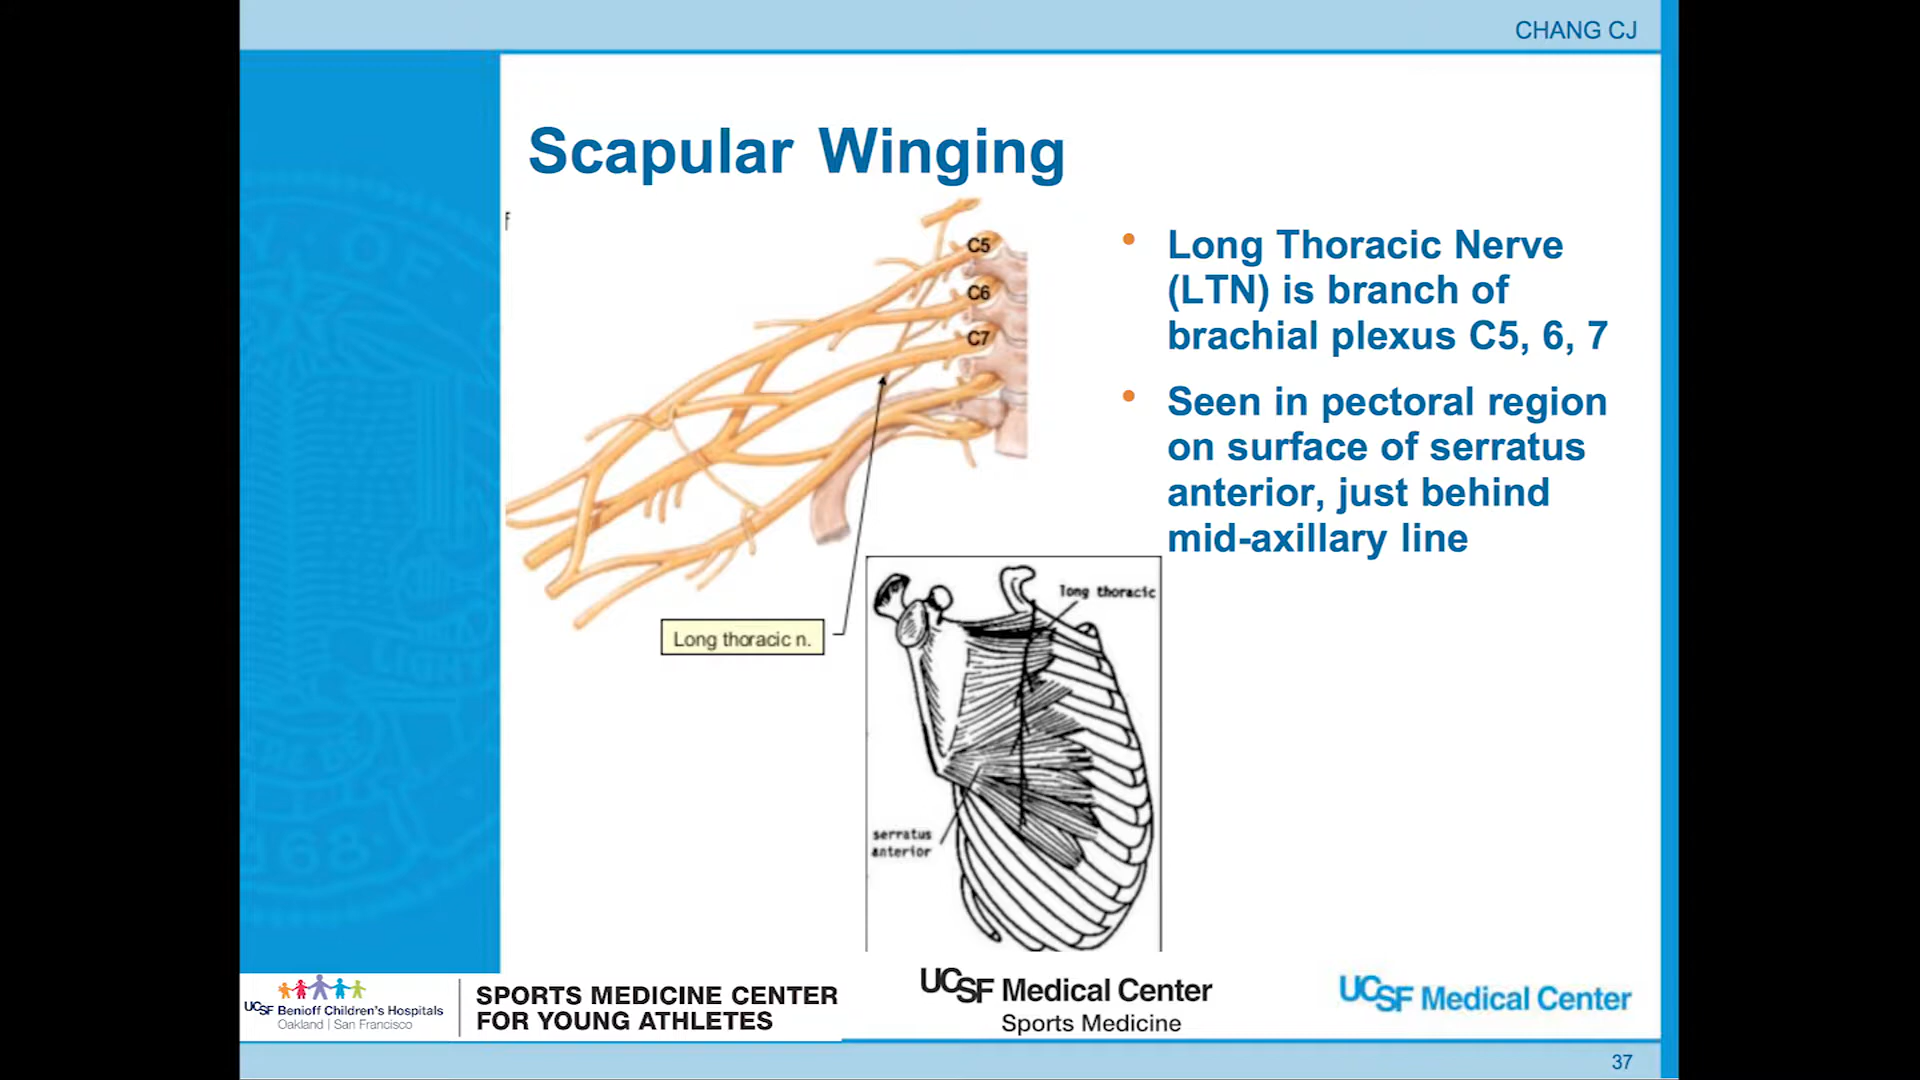 CHANG CJ
Scapular Winging
f
C5
C6
C7
Long thoracic n.
• Long Thoracic Nerve
(LTN) is branch of
brachial plexus C5, 6, 7
• Seen in pectoral region
on surface of serratus
anterior, just behind
mid-axillary line
long thoracic
serratus
anterior
UCSF Benioff Children's Hospitals
Oakland | San Francisco
SPORTS MEDICINE CENTER
FOR YOUNG ATHLETES
UCSF Medical Center
Sports Medicine
UCSF Medical Center
37